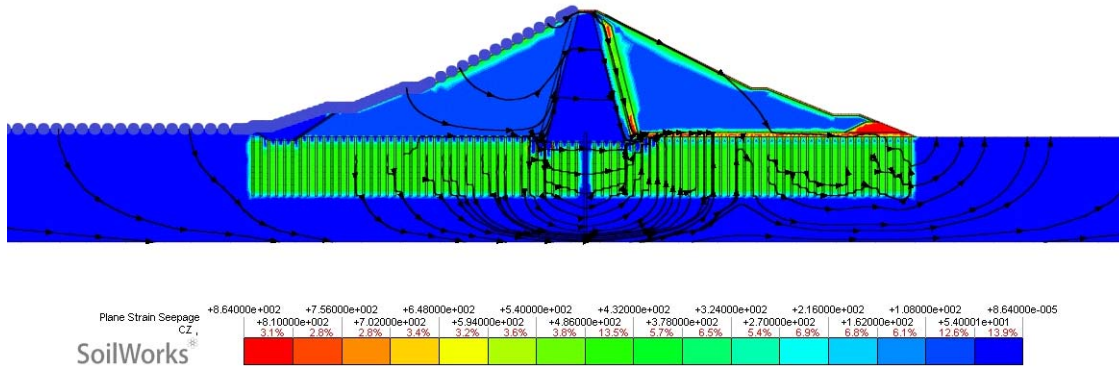 +8.64000e+002 +7.56000e+002 +6.48000e+002 +5.40000e+002 +4.32000e+002 +3.24000e+002 +2.16000e+002 +1.08000e+002 +8.64000e-005
Plane Strain Seepage +8.10000e+002 +7.02000e+002 +5.94000e+002 +4.86000e+002 +3.78000e+002 +2.70000e+002 +1.62000e+002 +5.40001e+001
CZ , 3.1% 2.8% 2.8% 3.4% 3.2% 3.6% 3.8% 13.5% 5.7% 6.5% 5.4% 6.9% 6.8% 6.1% 12.6% 13.9%
SoilWorks